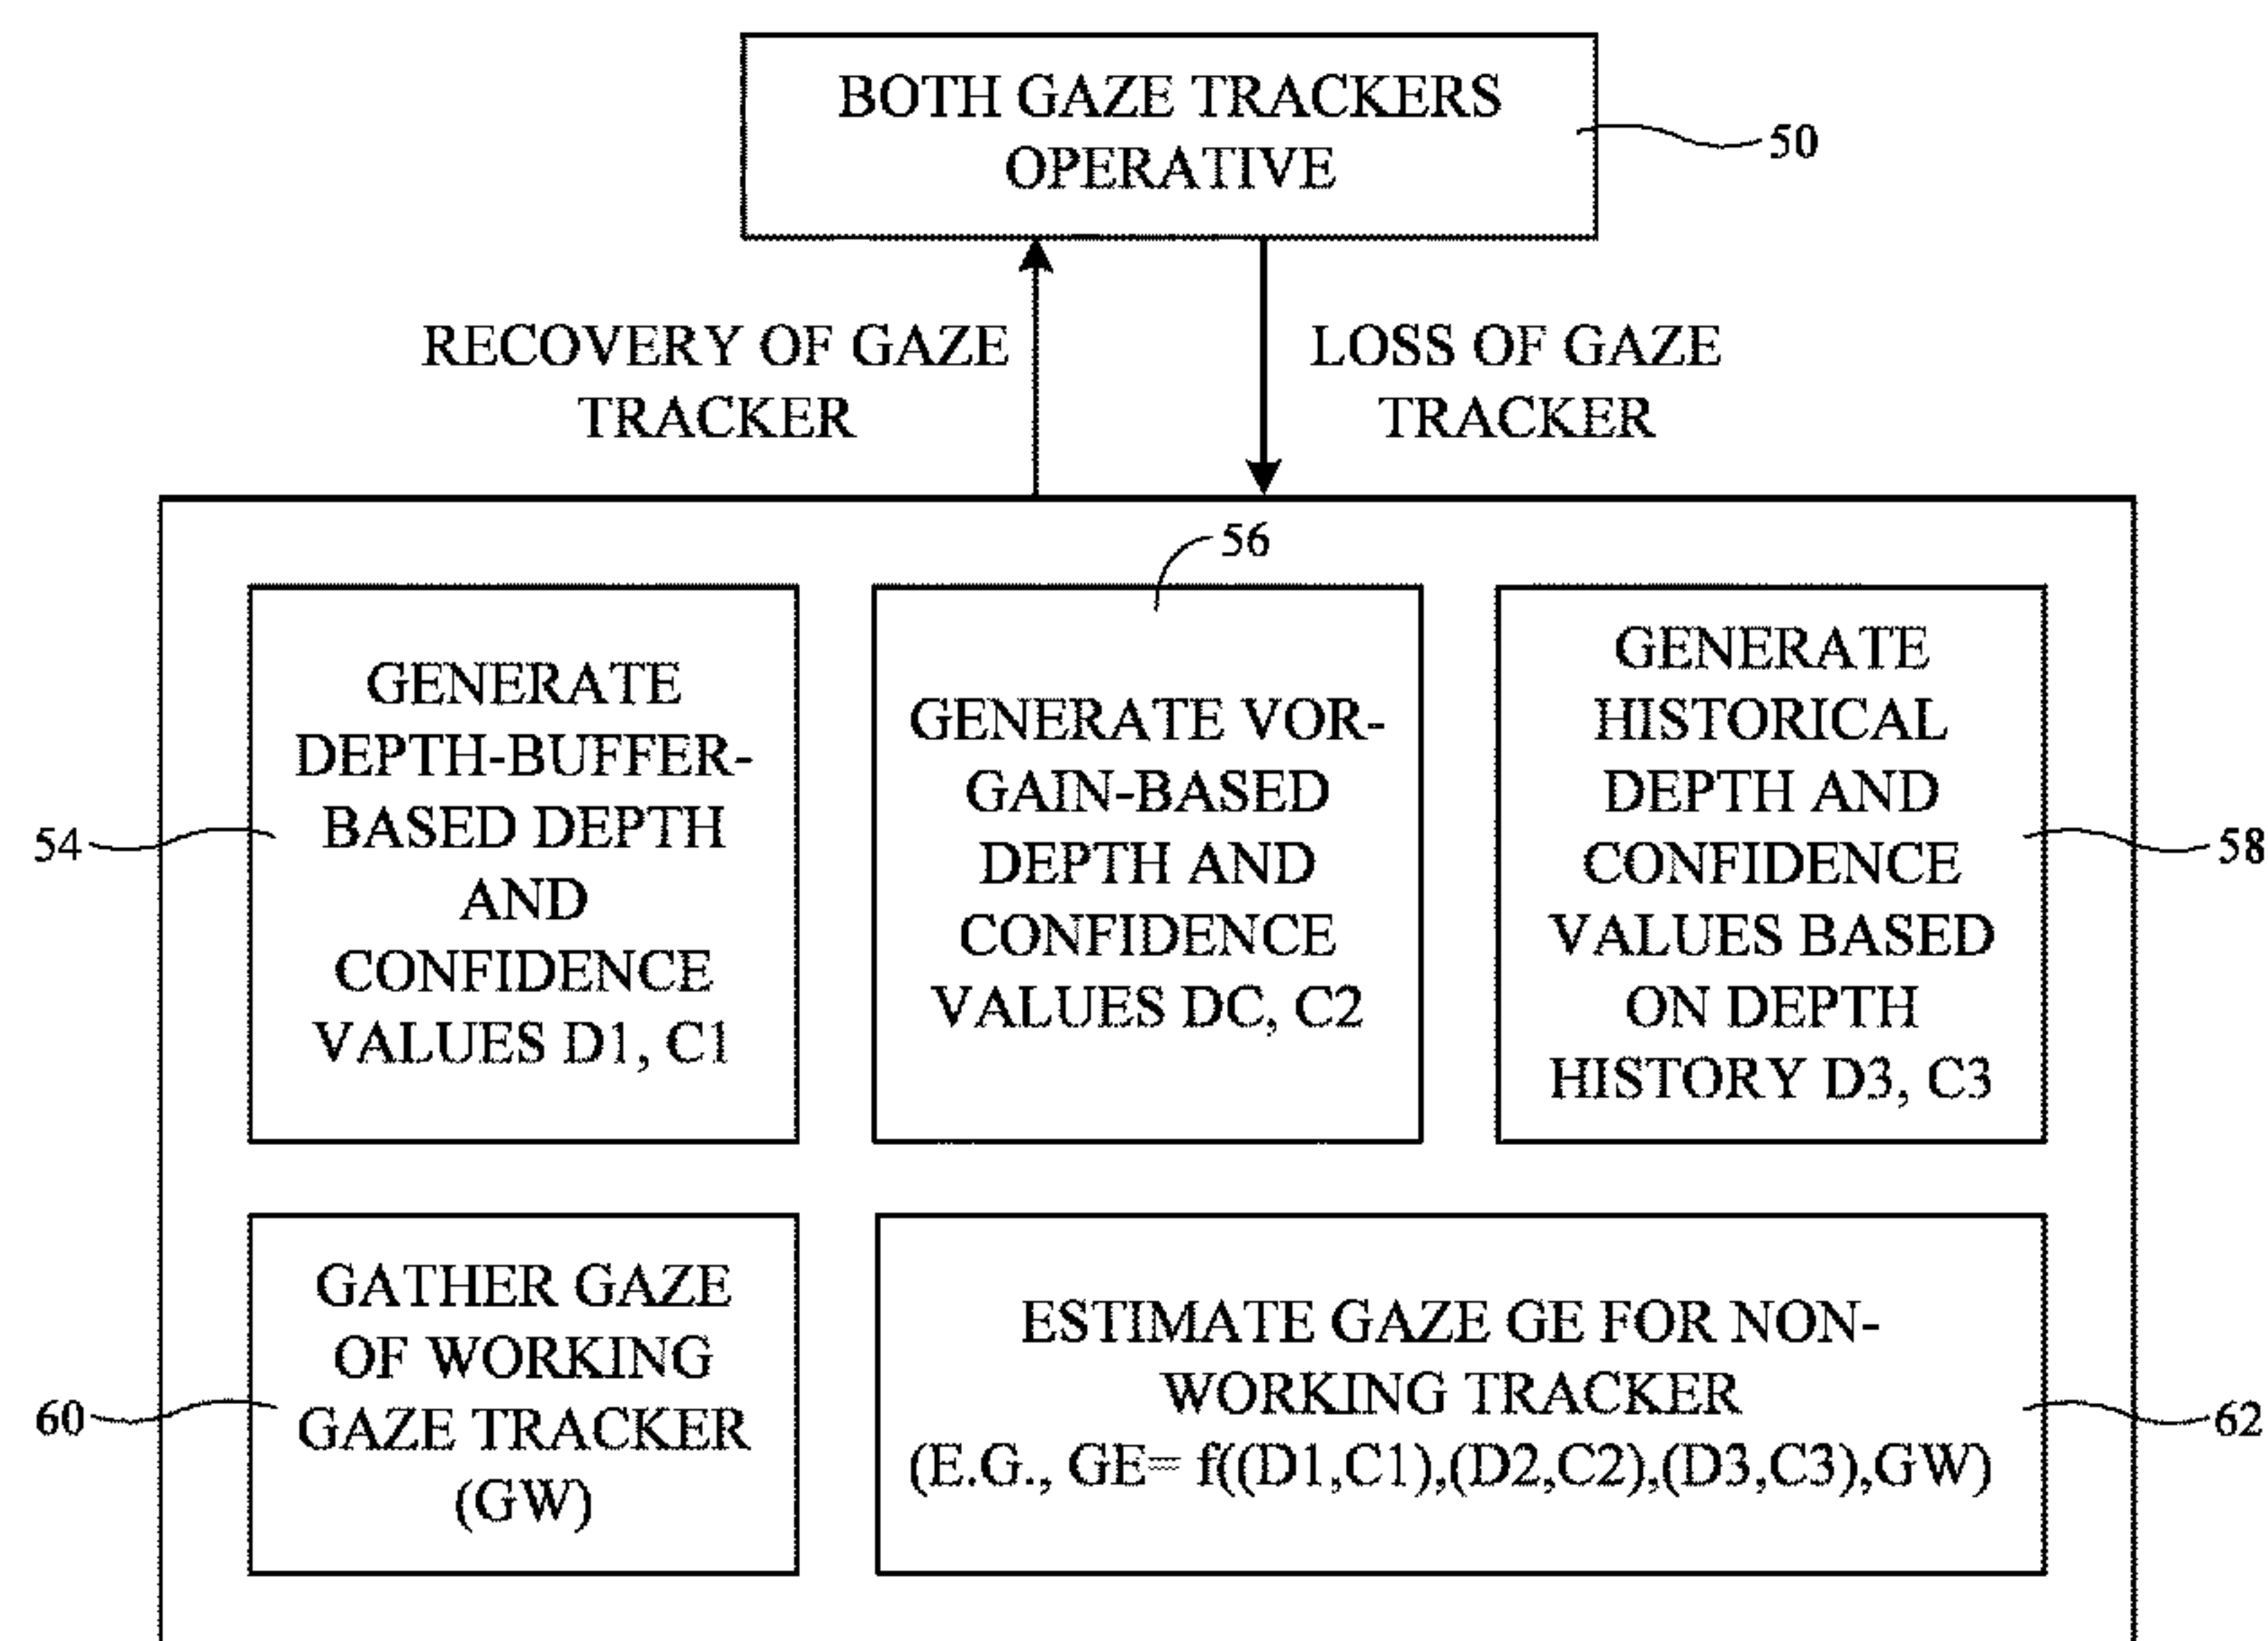 BOTH GAZE TRACKERS
OPERATIVE
50
RECOVERY OF GAZE
TRACKER
LOSS OF GAZE
TRACKER
56
54
GENERATE
DEPTH-BUFFER-
BASED DEPTH
AND
CONFIDENCE
VALUES D1, C1
GENERATE VOR-
GAIN-BASED
DEPTH AND
CONFIDENCE
VALUES DC, C2
GENERATE
HISTORICAL
DEPTH AND
CONFIDENCE
VALUES BASED
ON DEPTH
HISTORY D3, C3
58
60
GATHER GAZE
OF WORKING
GAZE TRACKER
(GW)
ESTIMATE GAZE GE FOR NON-
WORKING TRACKER
(E.G., GE= f((D1,C1),(D2,C2),(D3,C3),GW)
62